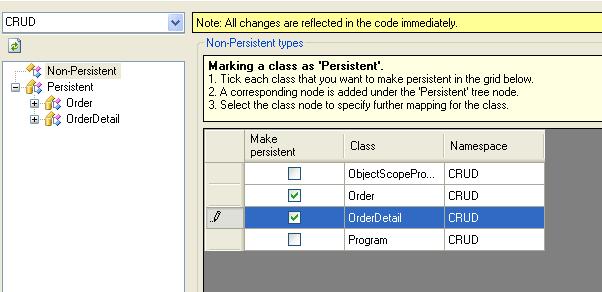 CRUD
Note: All changes are reflected in the code immediately.
Non-Persistent
Persistent
Order
OrderDetail
Non-Persistent types
Marking a class as 'Persistent'.
1. Tick each class that you want to make persistent in the grid below.
2. A corresponding node is added under the 'Persistent' tree node.
3. Select the class node to specify further mapping for the class.
Make persistent Class Namespace
ObjectScopePro... CRUD
Order CRUD
OrderDetail CRUD
Program CRUD